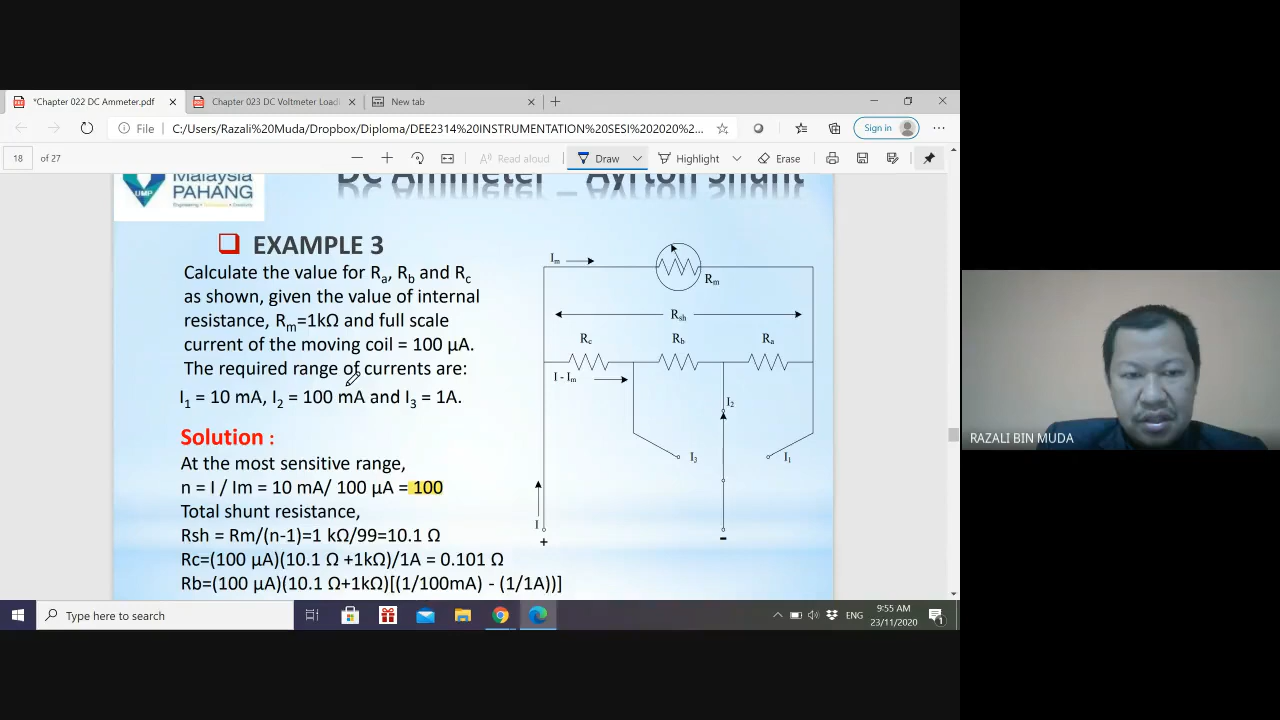 *Chapter 022 DC Ammeter.pdf
Chapter 023 DC Voltmeter Loadi
New tab
File
C:/Users/Razali%20Muda/Dropbox/Diploma/DEE2314%20INSTRUMENTATION%20SESI%202020%2...
Sign in
18 of 27
Read aloud
Draw
Highlight
Erase
Malaysia
PAHANG
UMP
DC Ammeter _ Ayrton Shunt
EXAMPLE 3
Calculate the value for Ra, Rb and Rc
as shown, given the value of internal
resistance, Rm=1kΩ and full scale
current of the moving coil = 100 µA.
The required range of currents are:
I1 = 10 mA, I2 = 100 mA and I3 = 1A.
Solution :
At the most sensitive range,
n = I / Im = 10 mA/ 100 µA = 100
Total shunt resistance,
Rsh = Rm/(n-1)=1 kΩ/99=10.1 Ω
Rc=(100 µA)(10.1 Ω +1kΩ)/1A = 0.101 Ω
Rb=(100 µA)(10.1 Ω+1kΩ)[(1/100mA) - (1/1A))]
Im
Rm
Rsh
Rc
Rb
Ra
I - Im
I2
I3
I1
I
+
-
RAZALI BIN MUDA
Type here to search
ENG
9:55 AM
23/11/2020
1